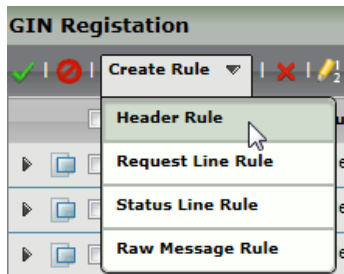 GIN Registation
Create Rule
Header Rule
Request Line Rule
Status Line Rule
Raw Message Rule